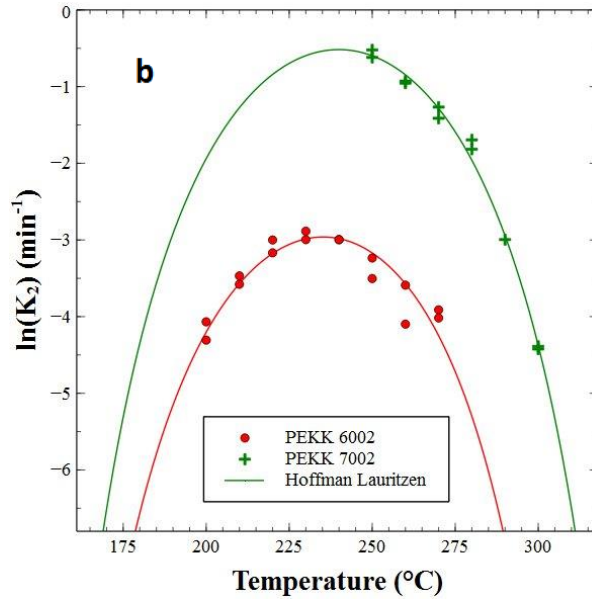 b
0
−1
−2
−3
−4
−5
−6
ln(K₂) (min⁻¹)
PEKK 6002
PEKK 7002
Hoffman Lauritzen
175 200 225 250 275 300
Temperature (°C)